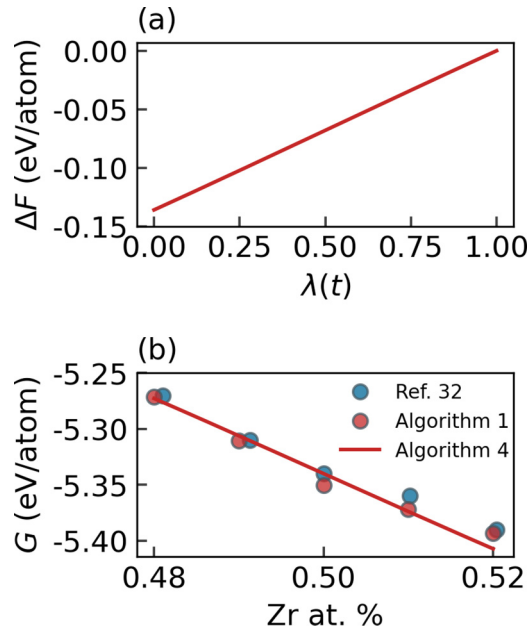 (a)
0.00
-0.05
-0.10
-0.15
ΔF (eV/atom)
0.00 0.25 0.50 0.75 1.00
λ(t)
(b)
-5.25
-5.30
-5.35
-5.40
G (eV/atom)
Ref. 32
Algorithm 1
Algorithm 4
0.48 0.50 0.52
Zr at. %